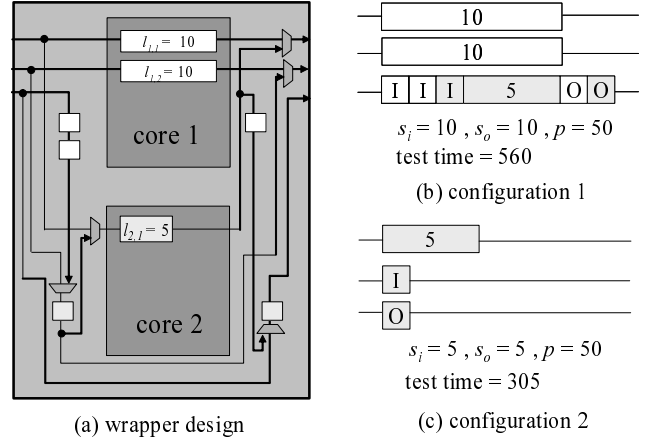 l1,1 = 10
l1,2 = 10
core 1
l2,1 = 5
core 2
(a) wrapper design
10
10
I I I 5 O O
si = 10 , so = 10 , p = 50
test time = 560
(b) configuration 1
5
I
O
si = 5 , so = 5 , p = 50
test time = 305
(c) configuration 2